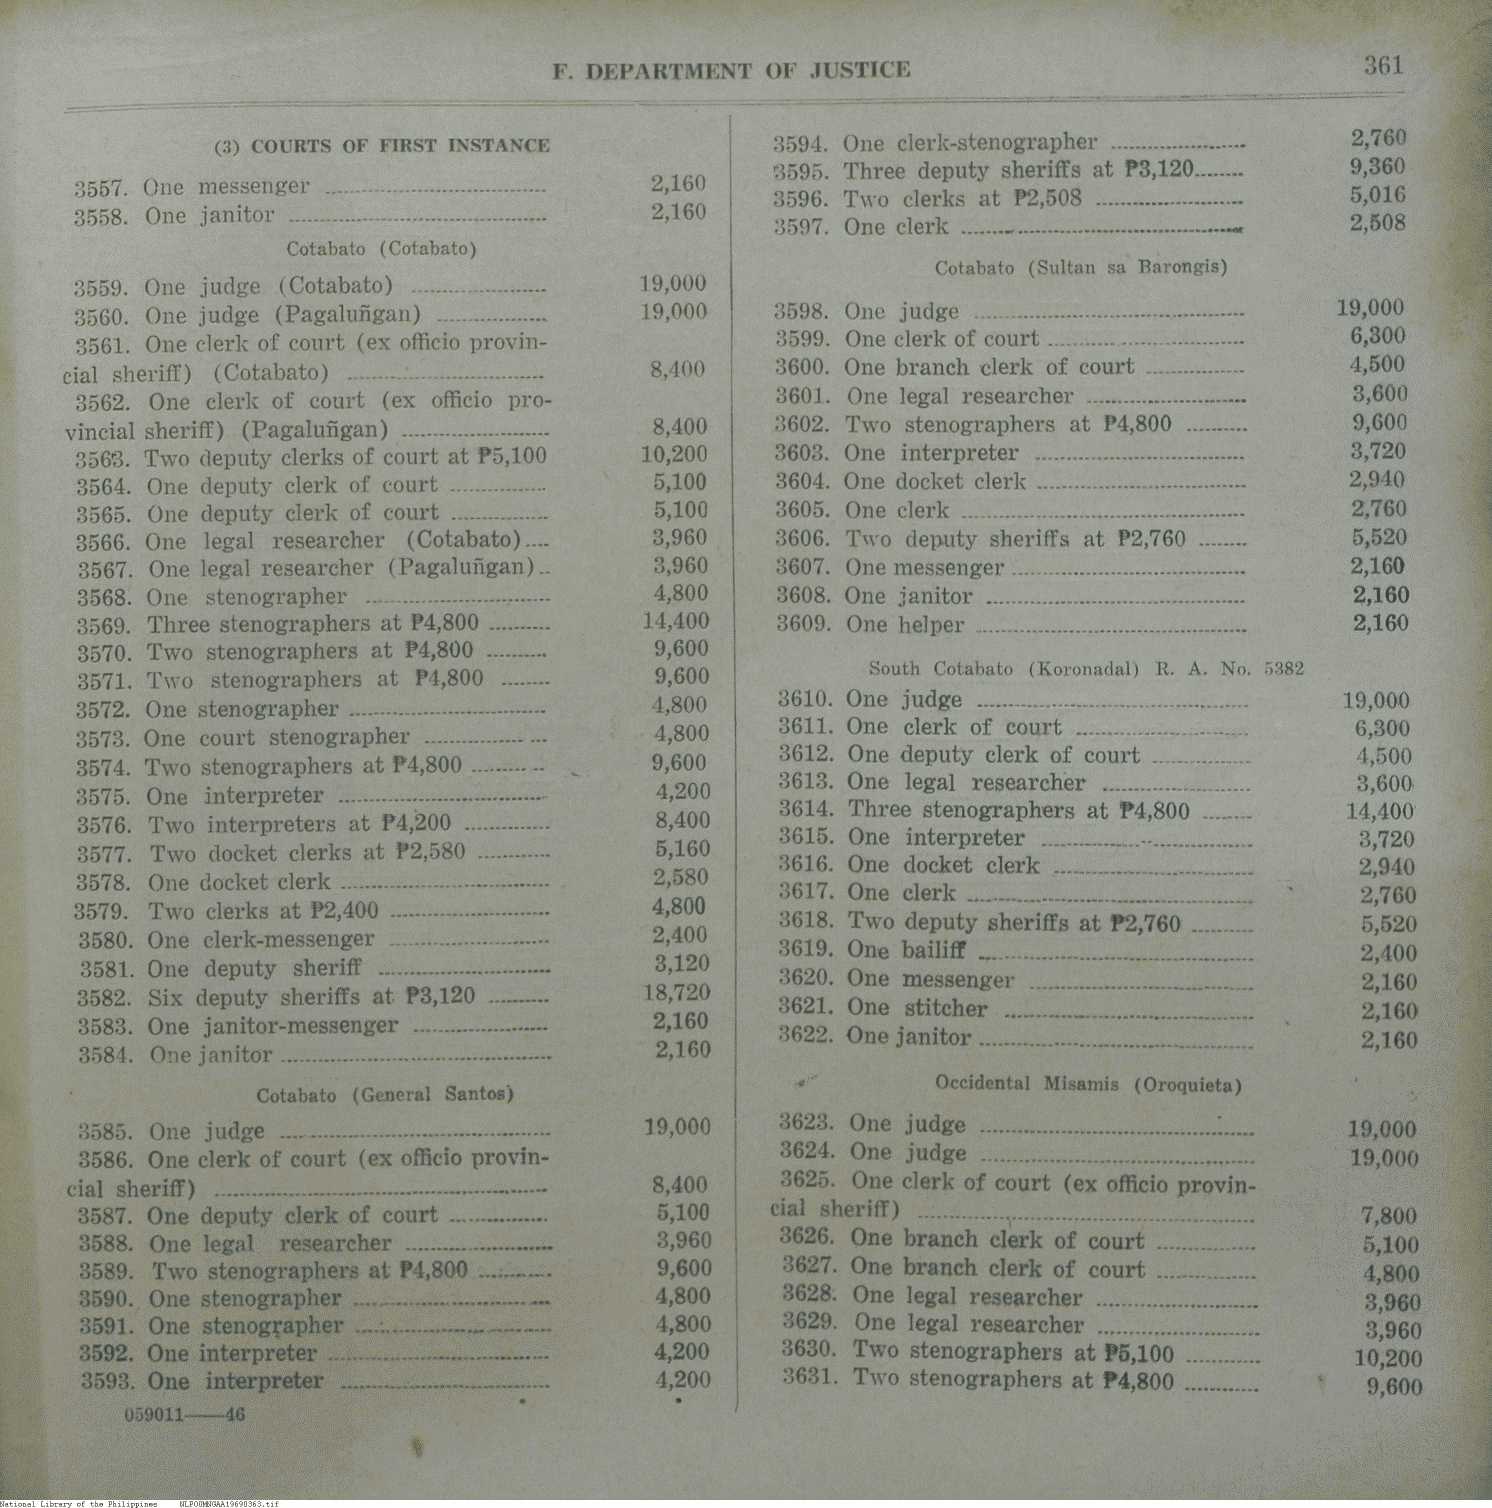 F. DEPARTMENT OF JUSTICE 361
(3) COURTS OF FIRST INSTANCE
3557. One messenger 2,160
3558. One janitor 2,160
Cotabato (Cotabato)
3559. One judge (Cotabato) 19,000
3560. One judge (Pagaluñgan) 19,000
3561. One clerk of court (ex officio provin-
cial sheriff) (Cotabato) 8,400
3562. One clerk of court (ex officio pro-
vincial sheriff) (Pagaluñgan) 8,400
3563. Two deputy clerks of court at ₱5,100 10,200
3564. One deputy clerk of court 5,100
3565. One deputy clerk of court 5,100
3566. One legal researcher (Cotabato) 3,960
3567. One legal researcher (Pagaluñgan) 3,960
3568. One stenographer 4,800
3569. Three stenographers at ₱4,800 14,400
3570. Two stenographers at ₱4,800 9,600
3571. Two stenographers at ₱4,800 9,600
3572. One stenographer 4,800
3573. One court stenographer 4,800
3574. Two stenographers at ₱4,800 9,600
3575. One interpreter 4,200
3576. Two interpreters at ₱4,200 8,400
3577. Two docket clerks at ₱2,580 5,160
3578. One docket clerk 2,580
3579. Two clerks at ₱2,400 4,800
3580. One clerk-messenger 2,400
3581. One deputy sheriff 3,120
3582. Six deputy sheriffs at ₱3,120 18,720
3583. One janitor-messenger 2,160
3584. One janitor 2,160
Cotabato (General Santos)
3585. One judge 19,000
3586. One clerk of court (ex officio provin-
cial sheriff) 8,400
3587. One deputy clerk of court 5,100
3588. One legal researcher 3,960
3589. Two stenographers at ₱4,800 9,600
3590. One stenographer 4,800
3591. One stenographer 4,800
3592. One interpreter 4,200
3593. One interpreter 4,200
059011——46
3594. One clerk-stenographer 2,760
3595. Three deputy sheriffs at ₱3,120 9,360
3596. Two clerks at ₱2,508 5,016
3597. One clerk 2,508
Cotabato (Sultan sa Barongis)
3598. One judge 19,000
3599. One clerk of court 6,300
3600. One branch clerk of court 4,500
3601. One legal researcher 3,600
3602. Two stenographers at ₱4,800 9,600
3603. One interpreter 3,720
3604. One docket clerk 2,940
3605. One clerk 2,760
3606. Two deputy sheriffs at ₱2,760 5,520
3607. One messenger 2,160
3608. One janitor 2,160
3609. One helper 2,160
South Cotabato (Koronadal) R. A. No. 5382
3610. One judge 19,000
3611. One clerk of court 6,300
3612. One deputy clerk of court 4,500
3613. One legal researcher 3,600
3614. Three stenographers at ₱4,800 14,400
3615. One interpreter 3,720
3616. One docket clerk 2,940
3617. One clerk 2,760
3618. Two deputy sheriffs at ₱2,760 5,520
3619. One bailiff 2,400
3620. One messenger 2,160
3621. One stitcher 2,160
3622. One janitor 2,160
Occidental Misamis (Oroquieta)
3623. One judge 19,000
3624. One judge 19,000
3625. One clerk of court (ex officio provin-
cial sheriff) 7,800
3626. One branch clerk of court 5,100
3627. One branch clerk of court 4,800
3628. One legal researcher 3,960
3629. One legal researcher 3,960
3630. Two stenographers at ₱5,100 10,200
3631. Two stenographers at ₱4,800 9,600
National Library of the Philippines NLPO0MNGAA19690363.tif